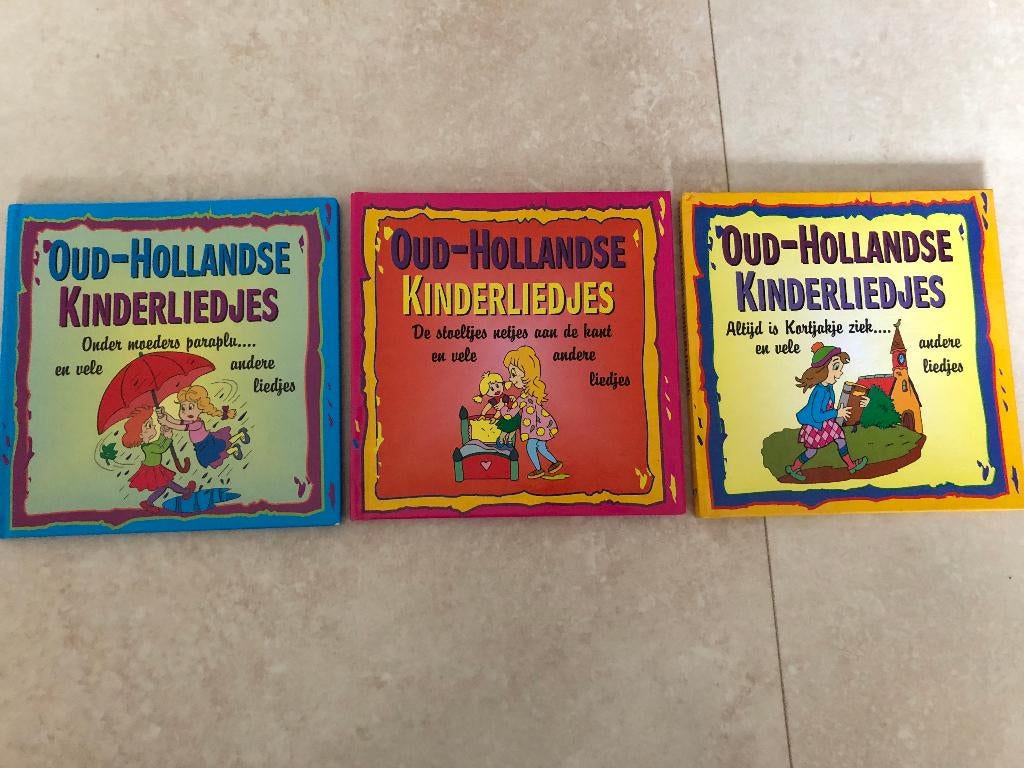 OUD-HOLLANDSE
KINDERLIEDJES
Onder moeders paraplu....
en vele andere
liedjes
OUD-HOLLANDSE
KINDERLIEDJES
De stoeltjes netjes aan de kant
en vele andere
liedjes
OUD-HOLLANDSE
KINDERLIEDJES
Altijd is Kortjakje ziek....
en vele andere
liedjes